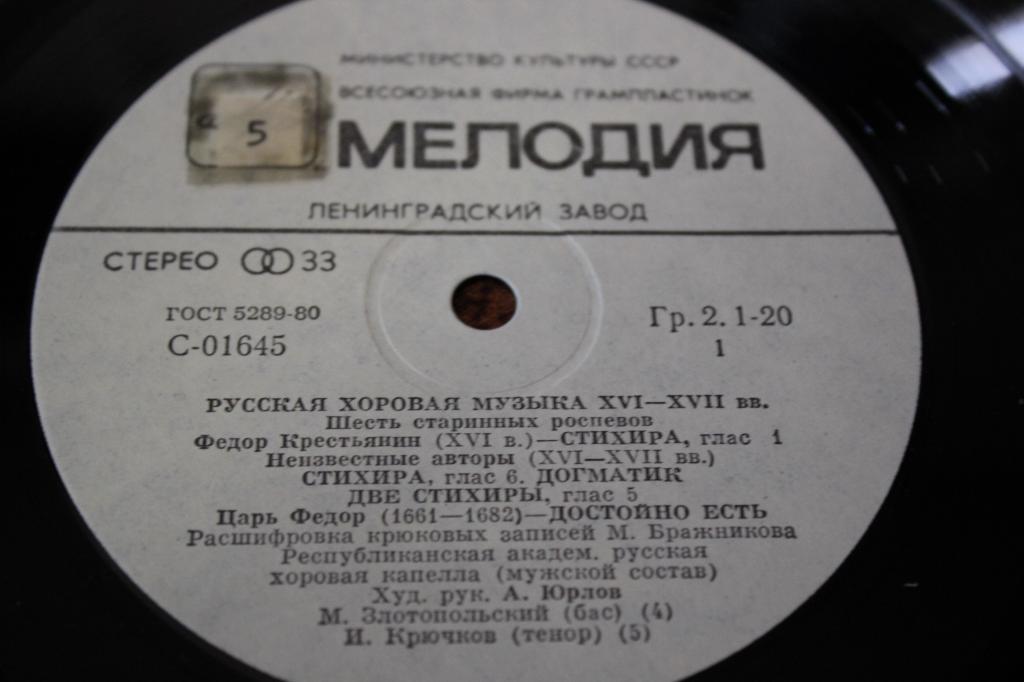 МИНИСТЕРСТВО КУЛЬТУРЫ СССР
ВСЕСОЮЗНАЯ ФИРМА ГРАМПЛАСТИНОК
5
МЕЛОДИЯ
ЛЕНИНГРАДСКИЙ ЗАВОД
СТЕРЕО 33
ГОСТ 5289-80
Гр. 2. 1-20
С-01645
1
РУССКАЯ ХОРОВАЯ МУЗЫКА XVI—XVII вв.
Шесть старинных роспевов
Федор Крестьянин (XVI в.)—СТИХИРА, глас 1
Неизвестные авторы (XVI—XVII вв.)
СТИХИРА, глас 6. ДОГМАТИК
ДВЕ СТИХИРЫ, глас 5
Царь Федор (1661—1682)—ДОСТОЙНО ЕСТЬ
Расшифровка крюковых записей М. Бражникова
Республиканская академ. русская
хоровая капелла (мужской состав)
Худ. рук. А. Юрлов
М. Злотопольский (бас) (4)
И. Крючков (тенор) (5)